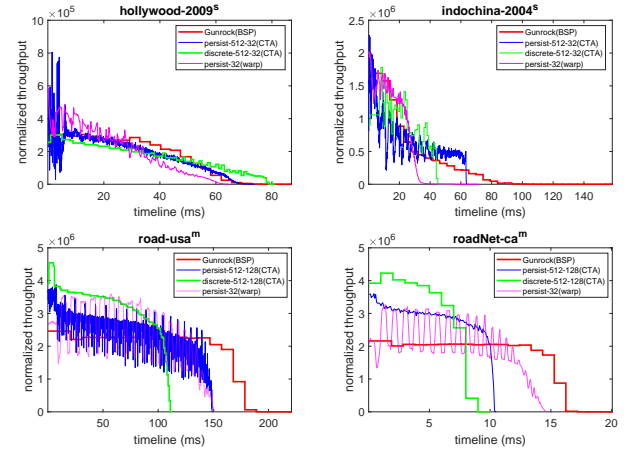 hollywood-2009s
×10^5
normalized throughput
10
8
6
4
2
0
Gunrock(BSP)
persist-512-32(CTA)
discrete-512-32(CTA)
persist-32(warp)
20 40 60 80
timeline (ms)
indochina-2004s
×10^6
normalized throughput
2.5
2
1.5
1
0.5
0
Gunrock(BSP)
persist-512-32(CTA)
discrete-512-32(CTA)
persist-32(warp)
20 40 60 80 100 120 140
timeline (ms)
road-usam
×10^6
normalized throughput
5
4
3
2
1
0
Gunrock(BSP)
persist-512-128(CTA)
discrete-512-128(CTA)
persist-32(warp)
50 100 150 200
timeline (ms)
roadNet-cam
×10^6
normalized throughput
5
4
3
2
1
0
Gunrock(BSP)
persist-512-128(CTA)
discrete-512-128(CTA)
persist-32(warp)
5 10 15 20
timeline (ms)